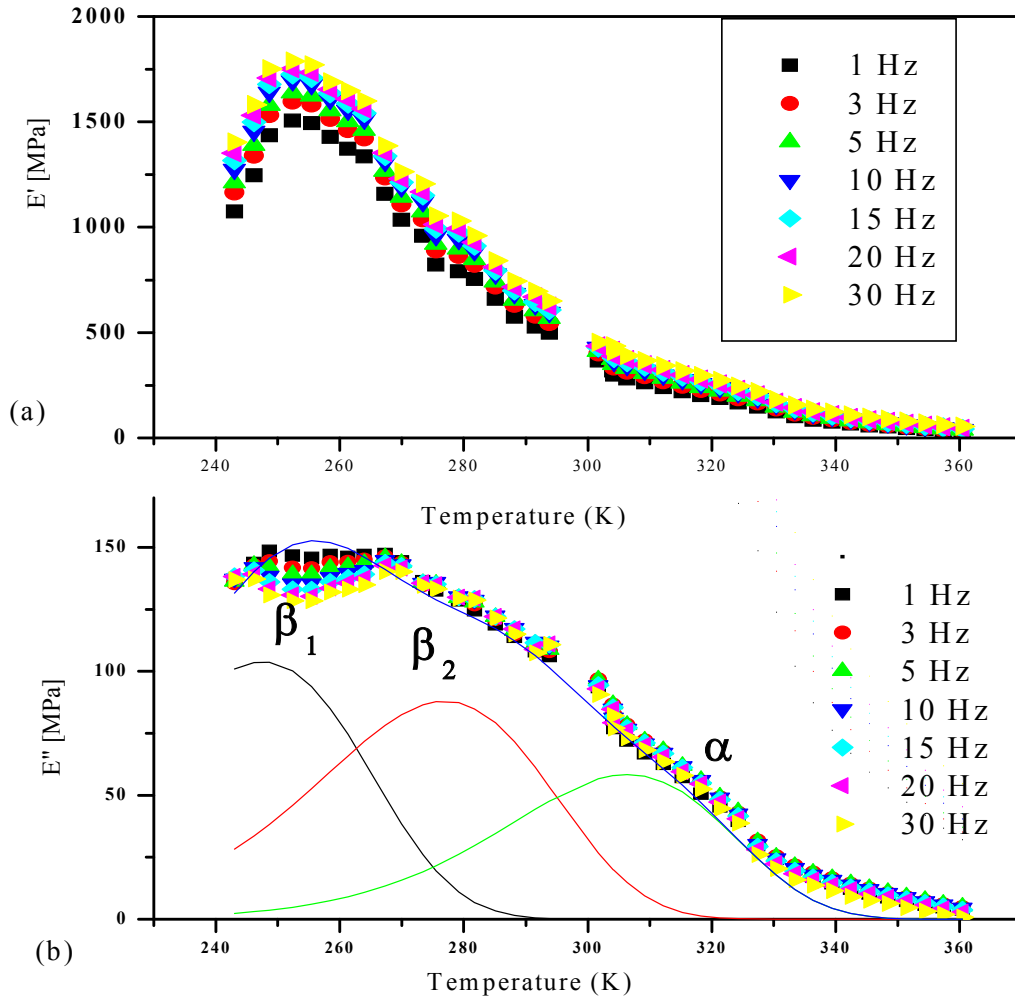 2000
1500
1000
500
0
E' [MPa]
1 Hz
3 Hz
5 Hz
10 Hz
15 Hz
20 Hz
30 Hz
(a)
240 260 280 300 320 340 360
Temperature (K)
150
100
50
0
E" [MPa]
β1
β2
α
1 Hz
3 Hz
5 Hz
10 Hz
15 Hz
20 Hz
30 Hz
240 260 280 300 320 340 360
(b)
Temperature (K)